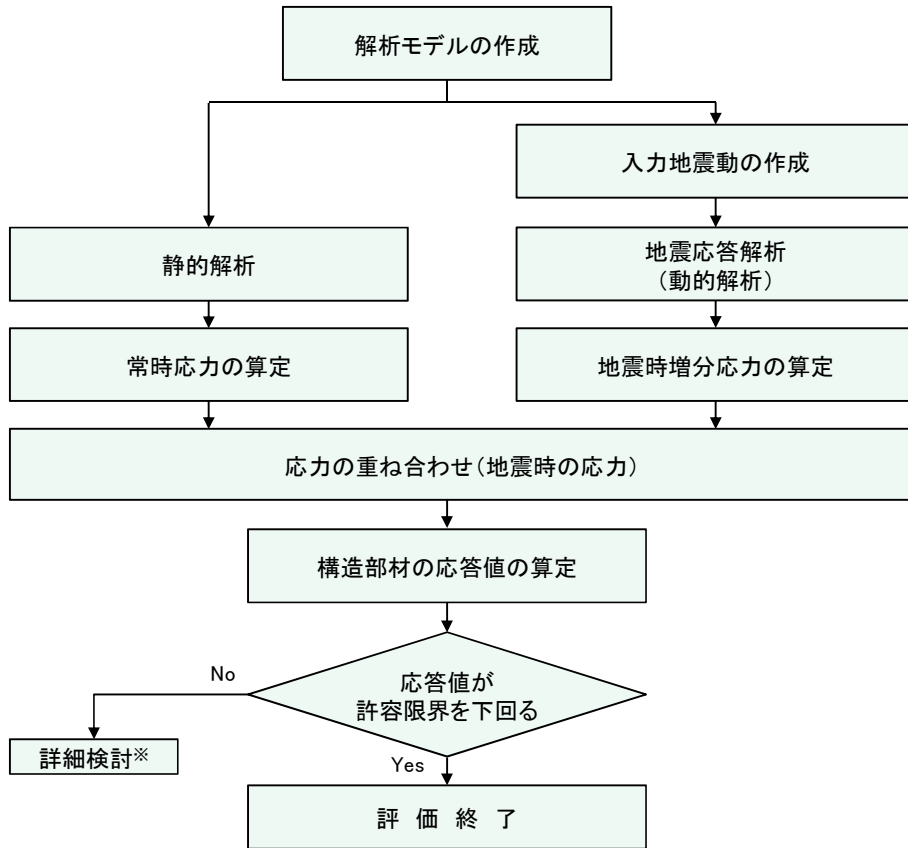 解析モデルの作成
入力地震動の作成
静的解析
地震応答解析
（動的解析）
常時応力の算定
地震時増分応力の算定
応力の重ね合わせ（地震時の応力）
構造部材の応答値の算定
No
応答値が
許容限界を下回る
詳細検討※
Yes
評 価 終 了